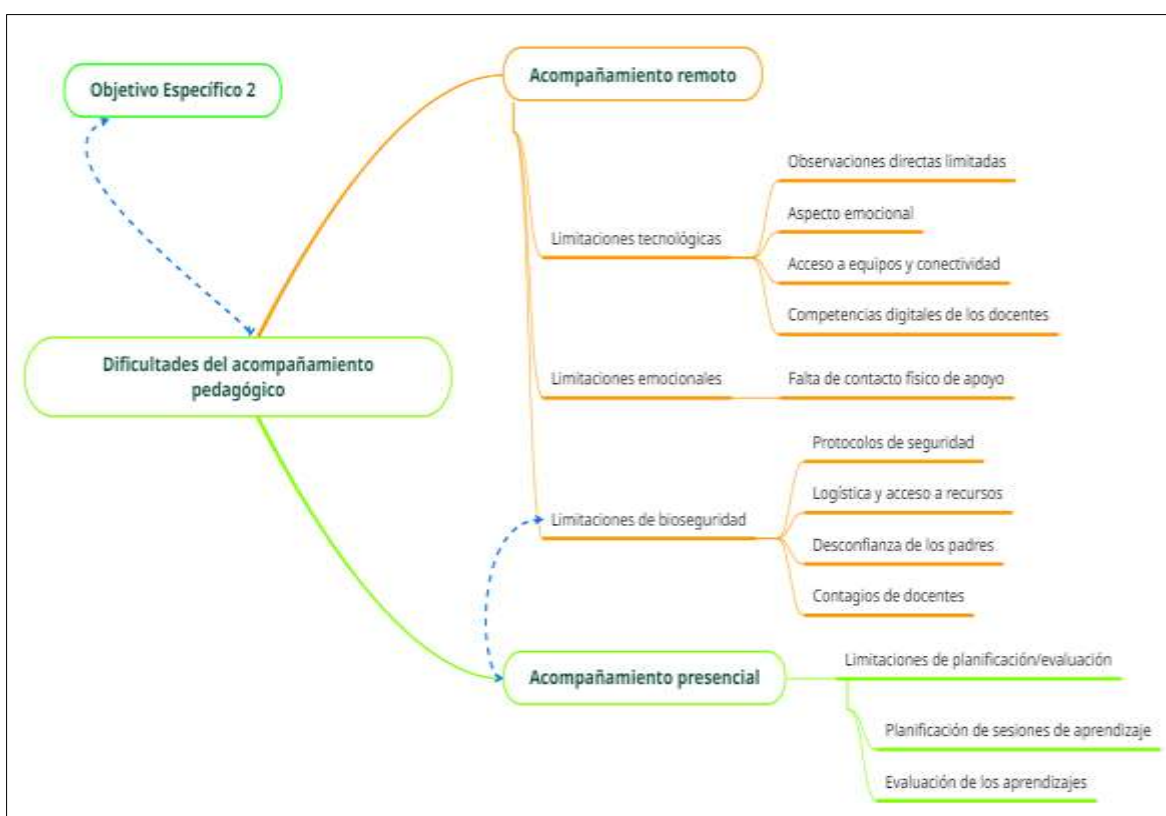 Objetivo Específico 2
Dificultades del acompañamiento
pedagógico
Acompañamiento remoto
Limitaciones tecnológicas
Observaciones directas limitadas
Aspecto emocional
Acceso a equipos y conectividad
Competencias digitales de los docentes
Limitaciones emocionales
Falta de contacto físico de apoyo
Limitaciones de bioseguridad
Protocolos de seguridad
Logística y acceso a recursos
Desconfianza de los padres
Contagios de docentes
Acompañamiento presencial
Limitaciones de planificación/evaluación
Planificación de sesiones de aprendizaje
Evaluación de los aprendizajes